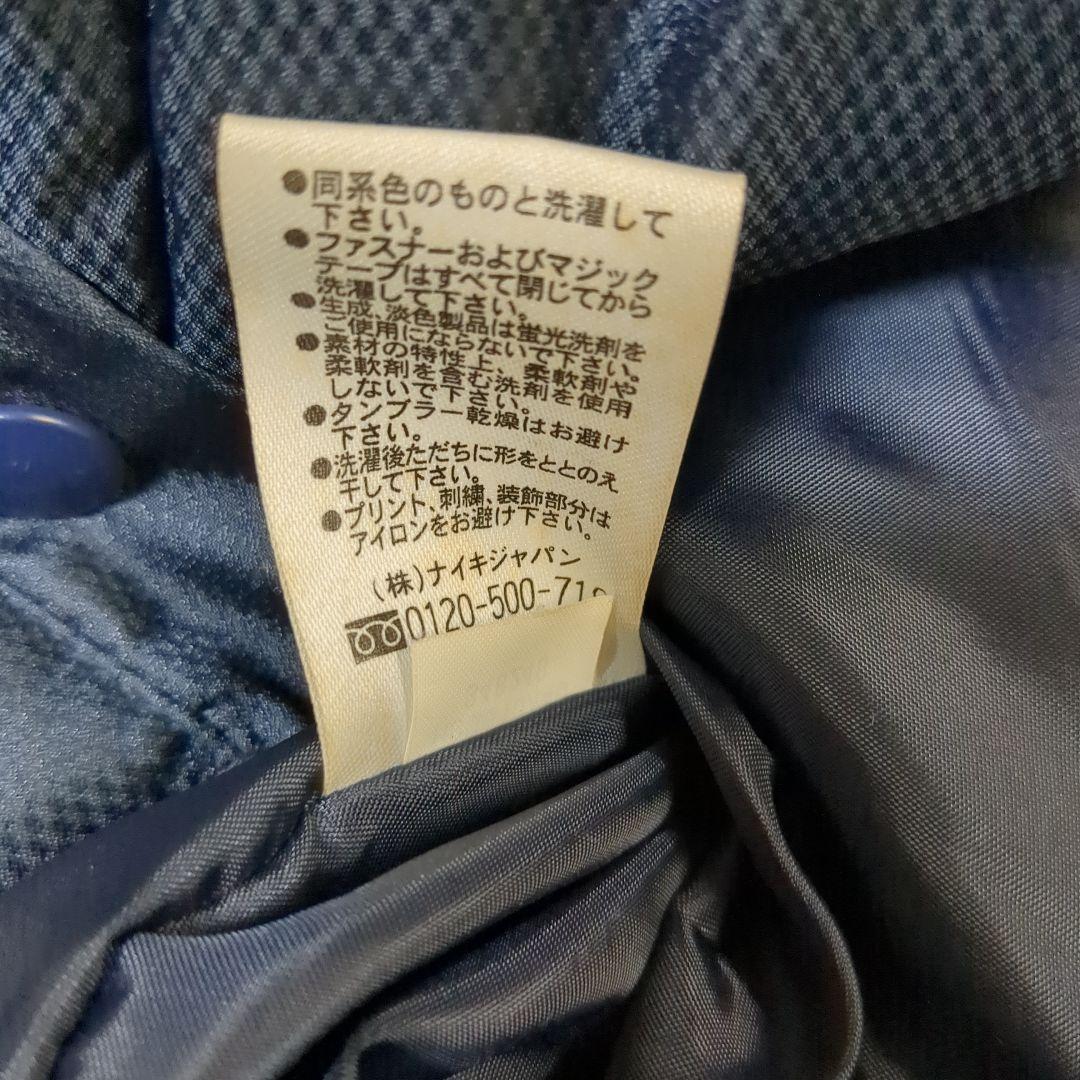 ●同系色のものと洗濯して
下さい。
●ファスナーおよびマジック
テープはすべて閉じてから
洗濯して下さい。
●生成、淡色製品は蛍光洗剤を
ご使用にならないで下さい。
●素材の特性上、柔軟剤や
柔軟剤を含む洗剤を使用
しないで下さい。
●タンブラー乾燥はお避け
下さい。
●洗濯後ただちに形をととのえ
干して下さい。
●プリント、刺繍、装飾部分は
アイロンをお避け下さい。
(株)ナイキジャパン
0120-500-71